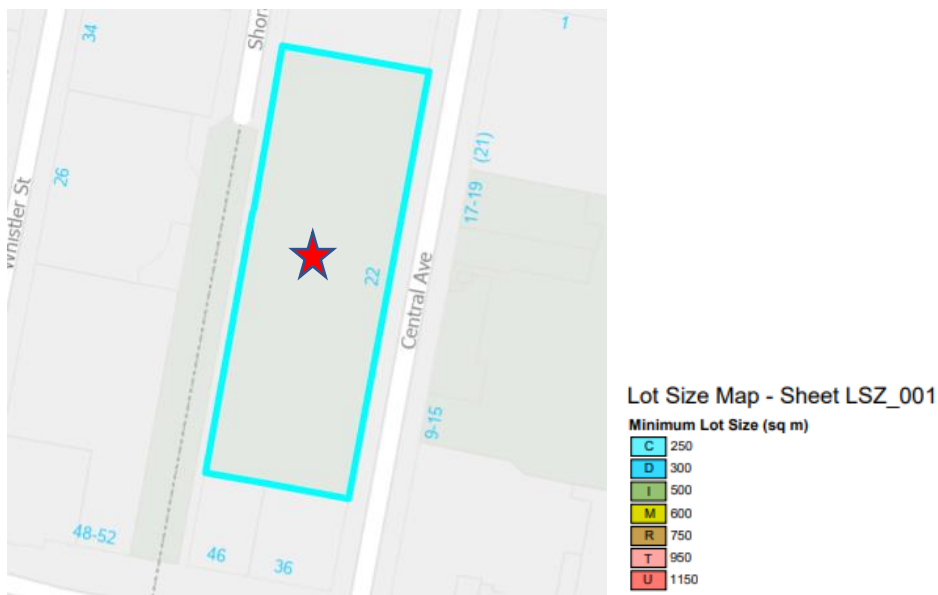 34
Shor
1
26
Whistler St
(21)
17-19
22
Central Ave
9-15
48-52
46
36
Lot Size Map - Sheet LSZ_001
Minimum Lot Size (sq m)
C 250
D 300
I 500
M 600
R 750
T 950
U 1150